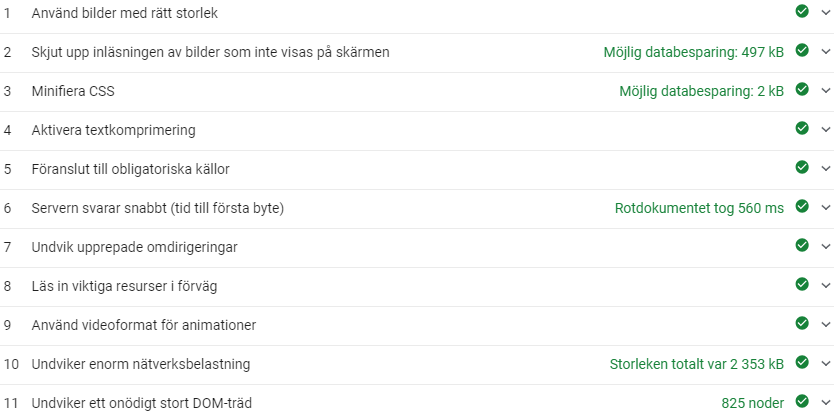 1 Använd bilder med rätt storlek
2 Skjut upp inläsningen av bilder som inte visas på skärmen Möjlig databesparing: 497 kB
3 Minifiera CSS Möjlig databesparing: 2 kB
4 Aktivera textkomprimering
5 Föranslut till obligatoriska källor
6 Servern svarar snabbt (tid till första byte) Rotdokumentet tog 560 ms
7 Undvik upprepade omdirigeringar
8 Läs in viktiga resurser i förväg
9 Använd videoformat för animationer
10 Undviker enorm nätverksbelastning Storleken totalt var 2 353 kB
11 Undviker ett onödigt stort DOM-träd 825 noder